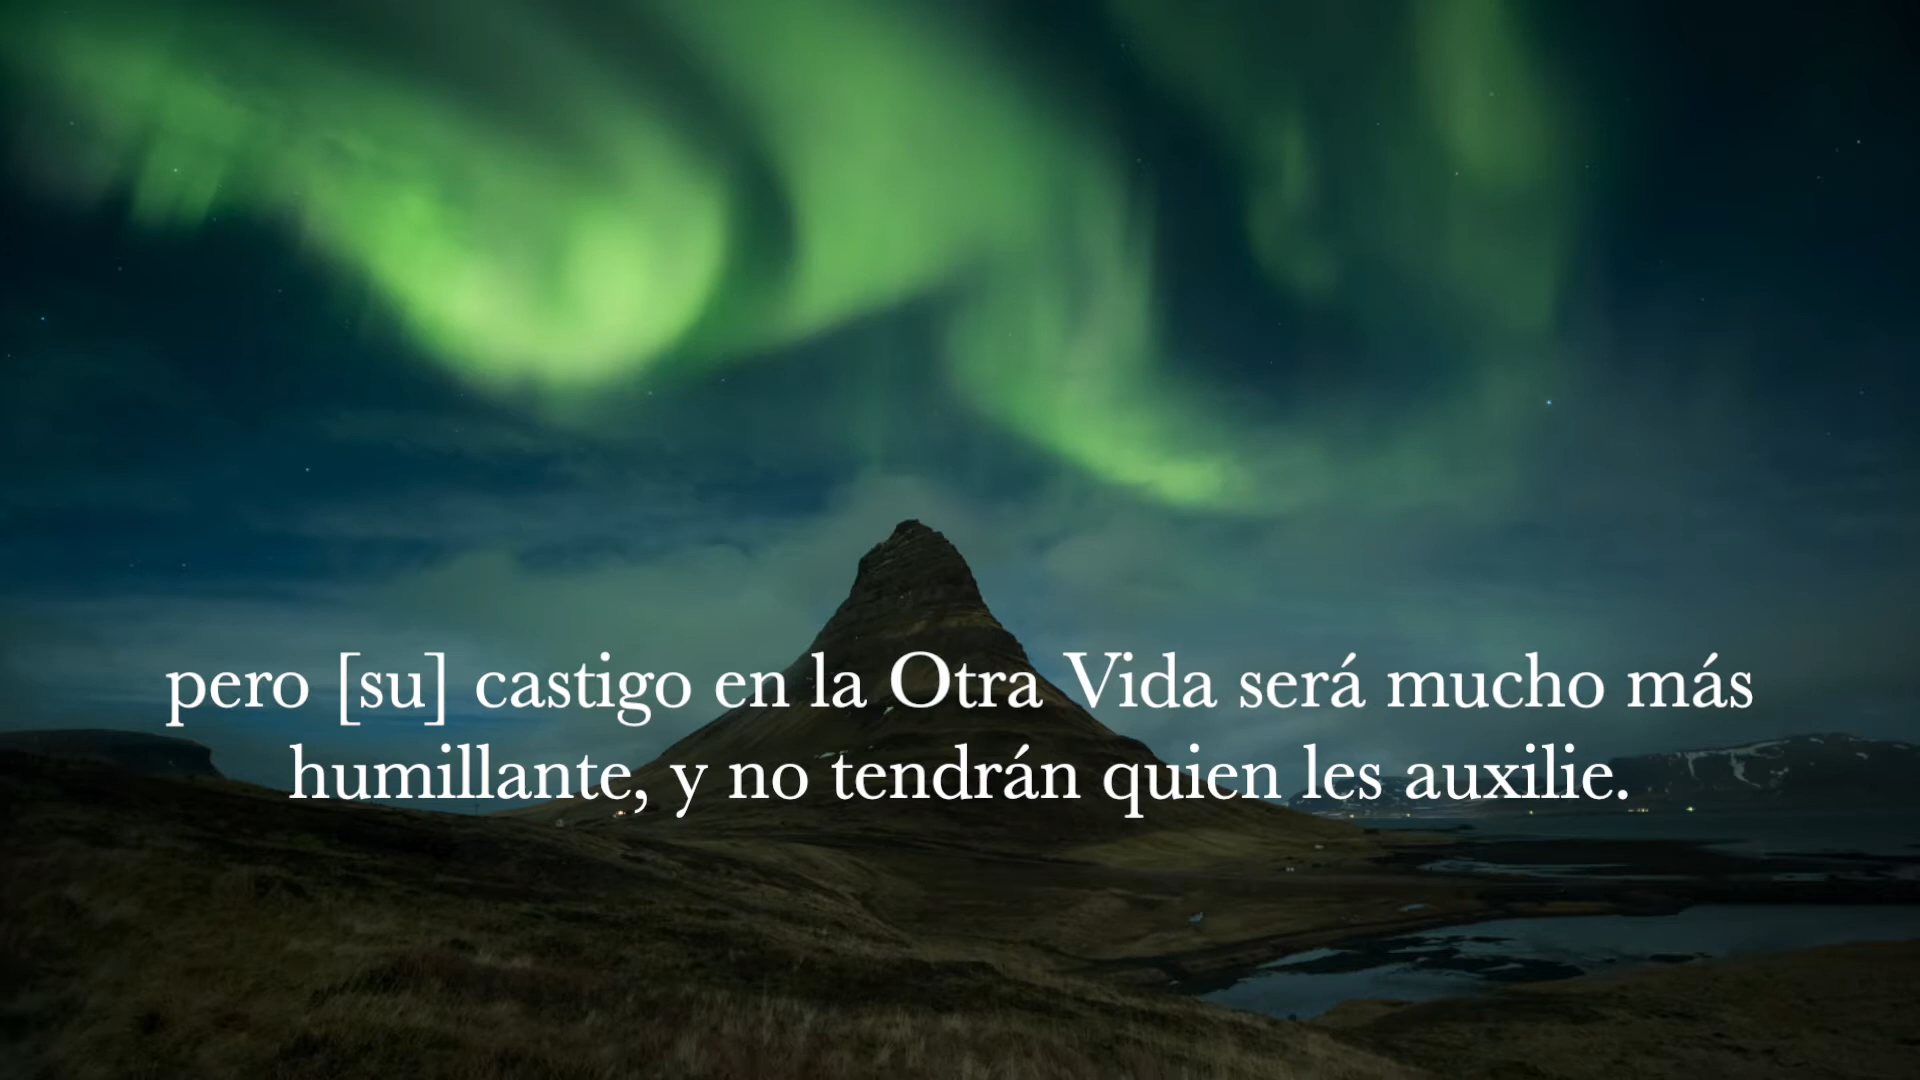 pero [su] castigo en la Otra Vida será mucho más
humillante, y no tendrán quien les auxilie.